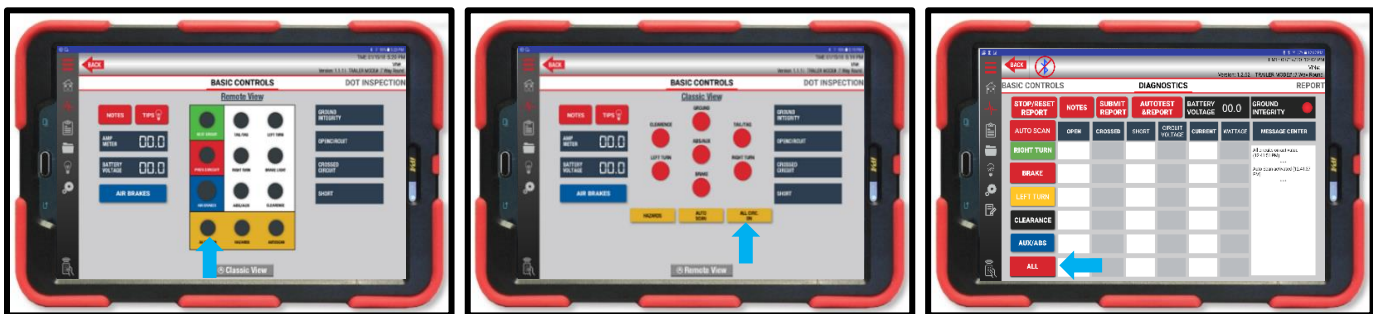 BACK
VIN#:
BASIC CONTROLS
DOT INSPECTION
Remote View
NOTES
TIPS
AMP
METER
00.0
BATTERY
VOLTAGE
00.0
AIR BRAKES
TAIL/TAG
LEFT TURN
RIGHT TURN
BRAKE LIGHT
ABS/AUX
CLEARANCE
HAZARDS
GROUND
INTEGRITY
OPEN CIRCUIT
CROSSED
CIRCUIT
SHORT
Classic View
BACK
VIN#:
BASIC CONTROLS
DOT INSPECTION
Classic View
NOTES
TIPS
AMP
METER
00.0
BATTERY
VOLTAGE
00.0
AIR BRAKES
GROUND
CLEARENCE
TAIL/TAG
ABS/AUX
LEFT TURN
RIGHT TURN
BRAKE
HAZARDS
AUTO
SCAN
ALL CIRC.
ON
GROUND
INTEGRITY
OPEN CIRCUIT
CROSSED
CIRCUIT
SHORT
Remote View
BACK
VIN#:
BASIC CONTROLS
DIAGNOSTICS
REPORT
STOP/RESET
REPORT
NOTES
SUBMIT
REPORT
AUTOTEST
&REPORT
BATTERY
VOLTAGE
00.0
GROUND
INTEGRITY
AUTO SCAN
OPEN
CROSSED
SHORT
CIRCUIT
VOLTAGE
CURRENT
WATTAGE
MESSAGE CENTER
RIGHT TURN
BRAKE
LEFT TURN
CLEARANCE
AUX/ABS
ALL